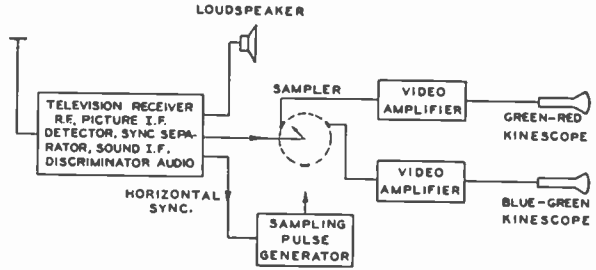 LOUDSPEAKER
TELEVISION RECEIVER
R.F., PICTURE I.F.
DETECTOR, SYNC SEPA-
RATOR, SOUND I.F.
DISCRIMINATOR AUDIO
SAMPLER
VIDEO
AMPLIFIER
GREEN-RED
KINESCOPE
VIDEO
AMPLIFIER
BLUE-GREEN
KINESCOPE
HORIZONTAL
SYNC.
SAMPLING
PULSE
GENERATOR